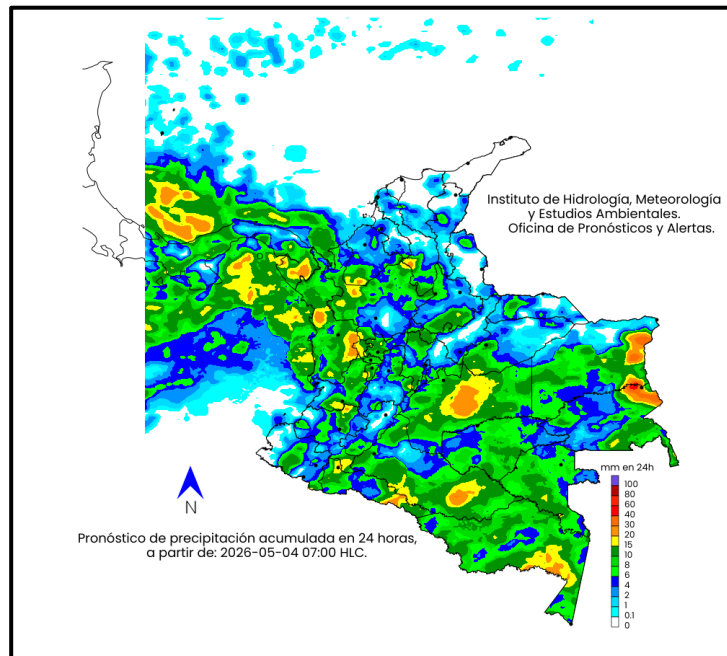 Instituto de Hidrología, Meteorología
y Estudios Ambientales.
Oficina de Pronósticos y Alertas.
mm en 24h
100
80
60
40
30
20
15
10
8
6
4
2
1
0.1
0
N
Pronóstico de precipitación acumulada en 24 horas,
a partir de: 2026-05-04 07:00 HLC.